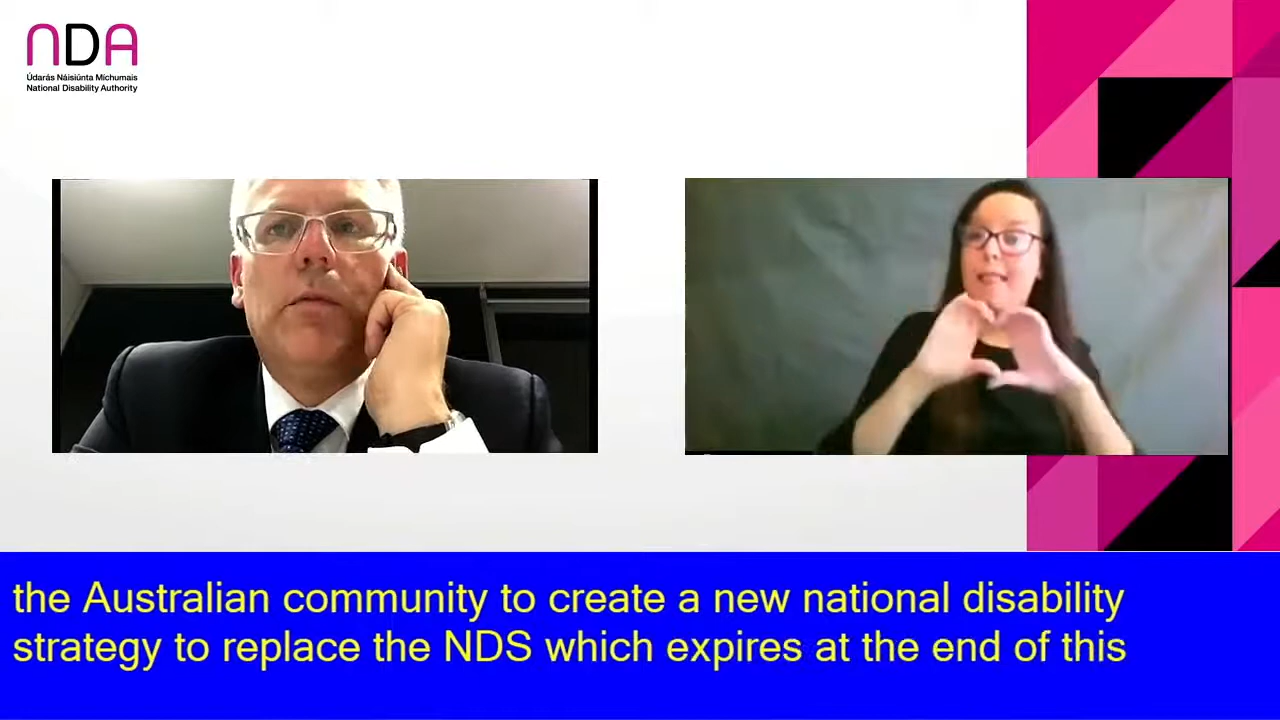 NDA
Údarás Náisiúnta Míchumais
National Disability Authority
the Australian community to create a new national disability
strategy to replace the NDS which expires at the end of this